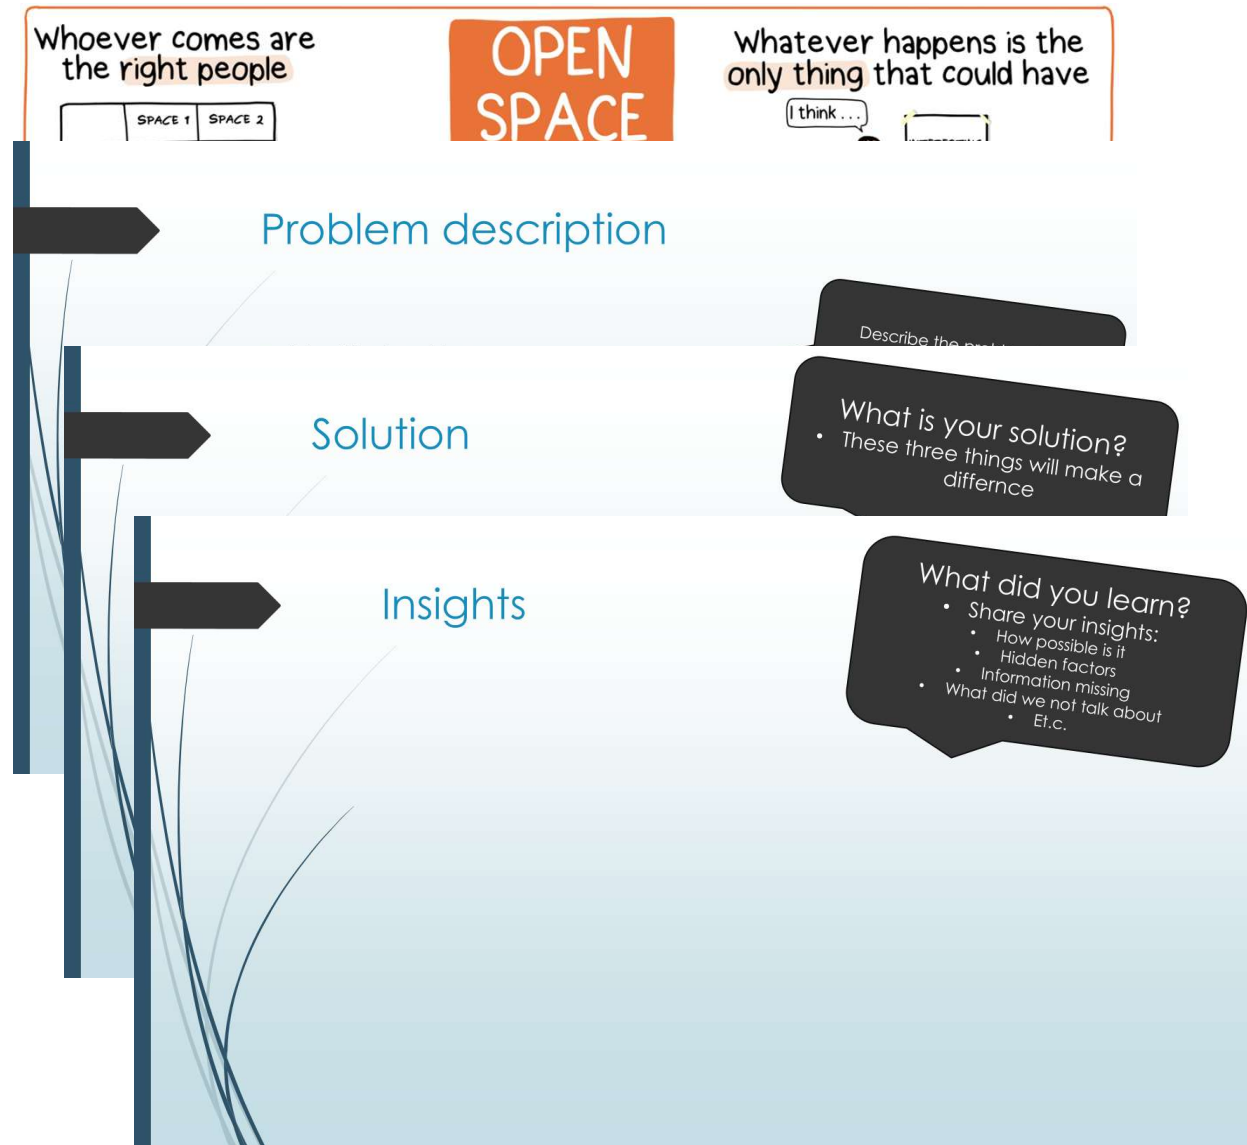 Whoever comes are
the right people
SPACE 1 SPACE 2
OPEN
SPACE
Whatever happens is the
only thing that could have
I think . . .
Problem description
Describe the
Solution
What is your solution?
• These three things will make a
differnce
Insights
What did you learn?
• Share your insights:
• How possible is it
• Hidden factors
• Information missing
• What did we not talk about
• Et.c.